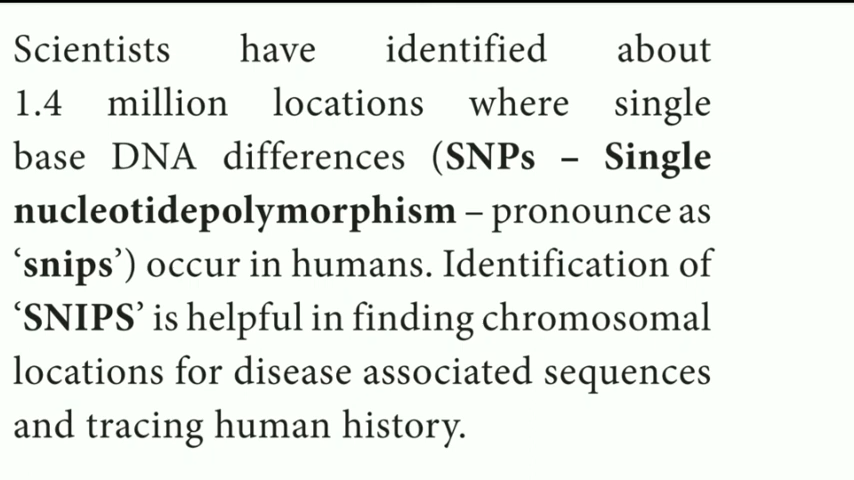 Scientists have identified about
1.4 million locations where single
base DNA differences (SNPs – Single
nucleotidepolymorphism – pronounce as
‘snips’) occur in humans. Identification of
‘SNIPS’ is helpful in finding chromosomal
locations for disease associated sequences
and tracing human history.